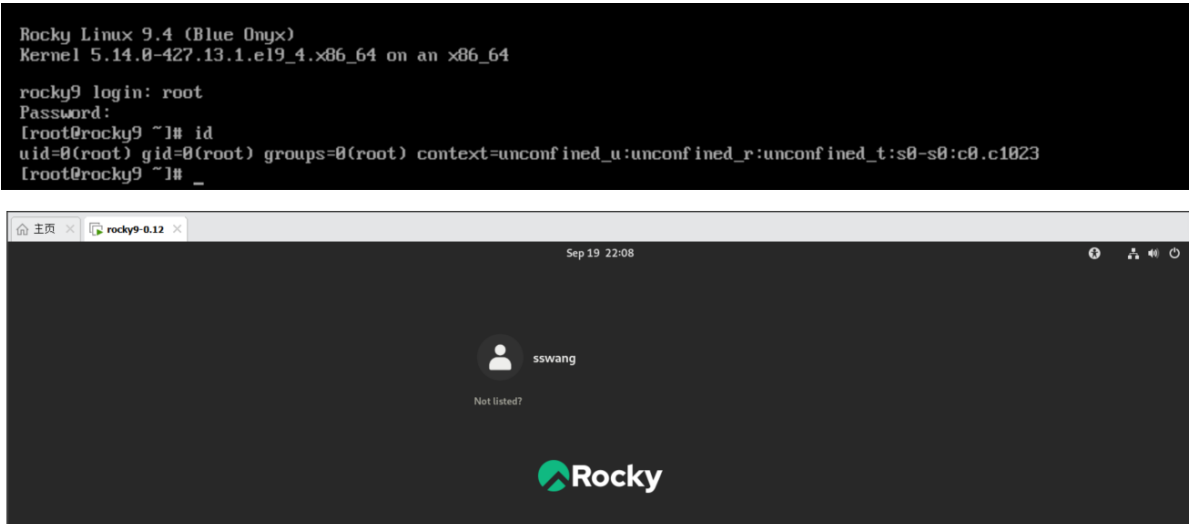 Rocky Linux 9.4 (Blue Onyx)
Kernel 5.14.0-427.13.1.el9_4.x86_64 on an x86_64
rocky9 login: root
Password:
[root@rocky9 ~]# id
uid=0(root) gid=0(root) groups=0(root) context=unconfined_u:unconfined_r:unconfined_t:s0-s0:c0.c1023
[root@rocky9 ~]# _
主页 rocky9-0.12
Sep 19 22:08
sswang
Not listed?
Rocky